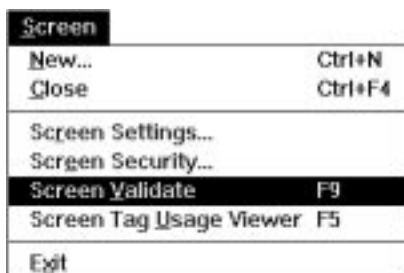 Screen
New... Ctrl+N
Close Ctrl+F4
Screen Settings...
Screen Security...
Screen Validate F9
Screen Tag Usage Viewer F5
Exit